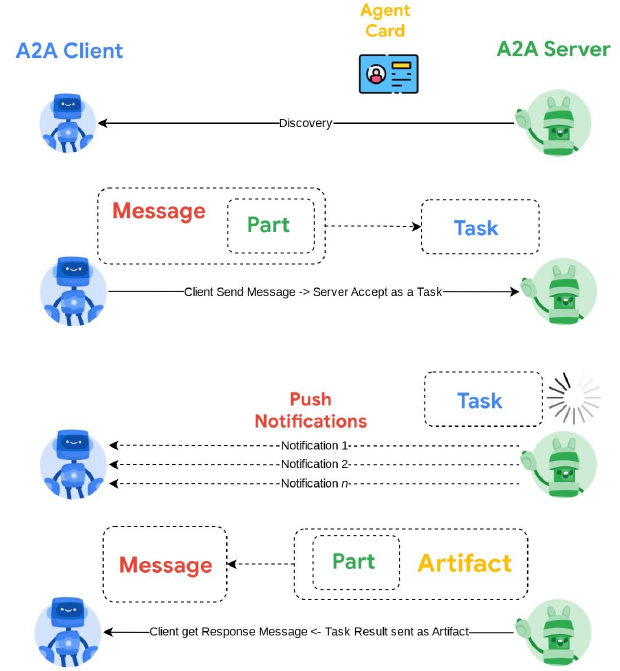 Agent
Card
A2A Client
A2A Server
Discovery
Message
Part
Task
Client Send Message -> Server Accept as a Task
Task
Push
Notifications
Notification 1
Notification 2
Notification n
Message
Part
Artifact
Client get Response Message <- Task Result sent as Artifact